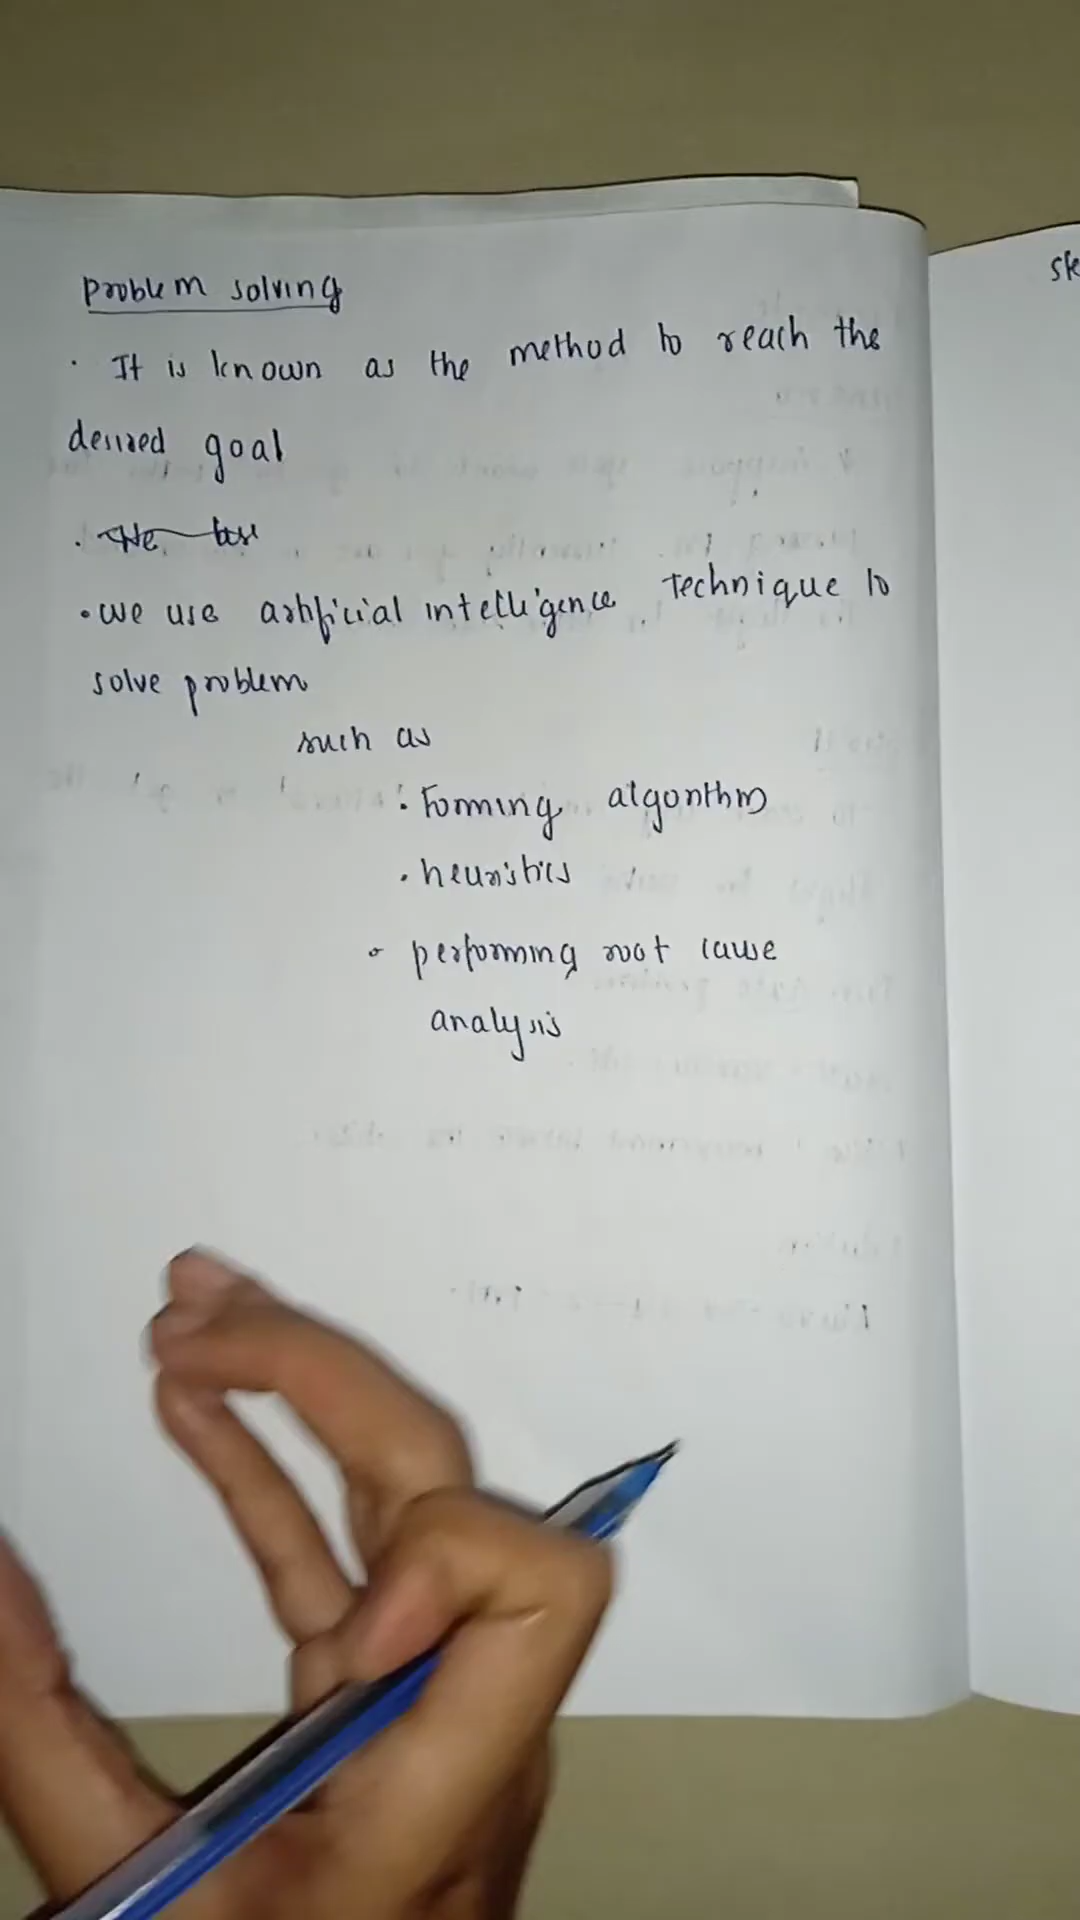 Problem solving
· It is known as the method to reach the
desired goal
. The
• we use artificial intelligence Technique to
solve problem
such as
: Forming algorithm
. heuristics
∘ performing root cause
analysis